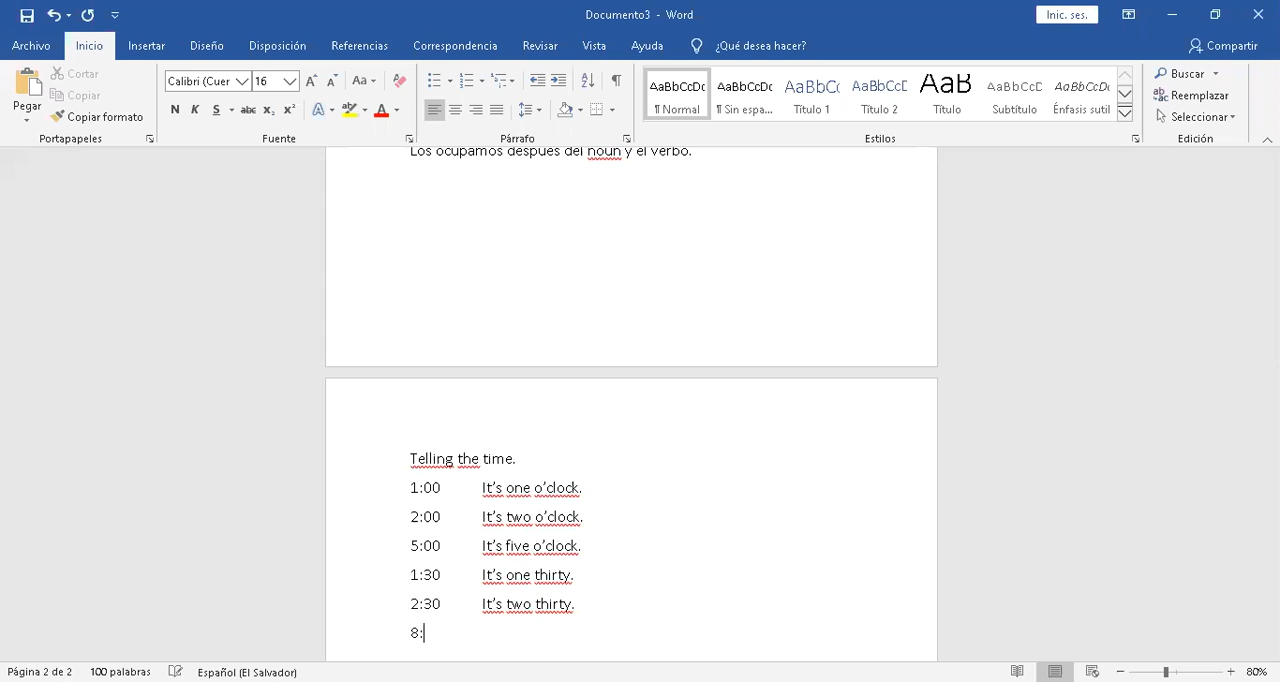 Documento3 - Word
Inic. ses.
Archivo Inicio Insertar Diseño Disposición Referencias Correspondencia Revisar Vista Ayuda ¿Qué desea hacer? Compartir
Pegar
Cortar
Copiar
Copiar formato
Portapapeles
Calibri (Cuer 16
Aa
N K S abc x₂ x²
Fuente
Párrafo
AaBbCcDc AaBbCcDc AaBbCc AaBbCcD AaB AaBbCcD AaBbCcDc
¶ Normal ¶ Sin espa... Título 1 Título 2 Título Subtítulo Énfasis sutil
Estilos
Buscar
Reemplazar
Seleccionar
Edición
Los ocupamos después del noun y el verbo.
Telling the time.
1:00 It’s one o’clock.
2:00 It’s two o’clock.
5:00 It’s five o’clock.
1:30 It’s one thirty.
2:30 It’s two thirty.
8:
Página 2 de 2 100 palabras Español (El Salvador) 80%